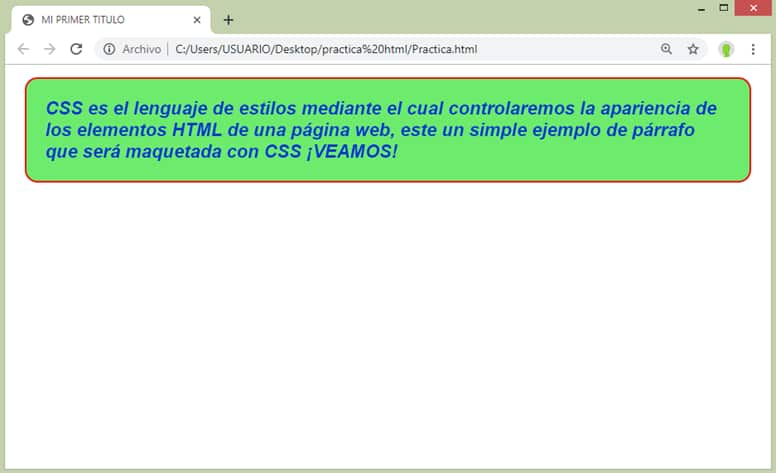 MI PRIMER TITULO
Archivo | C:/Users/USUARIO/Desktop/practica%20html/Practica.html
CSS es el lenguaje de estilos mediante el cual controlaremos la apariencia de
los elementos HTML de una página web, este un simple ejemplo de párrafo
que será maquetada con CSS ¡VEAMOS!